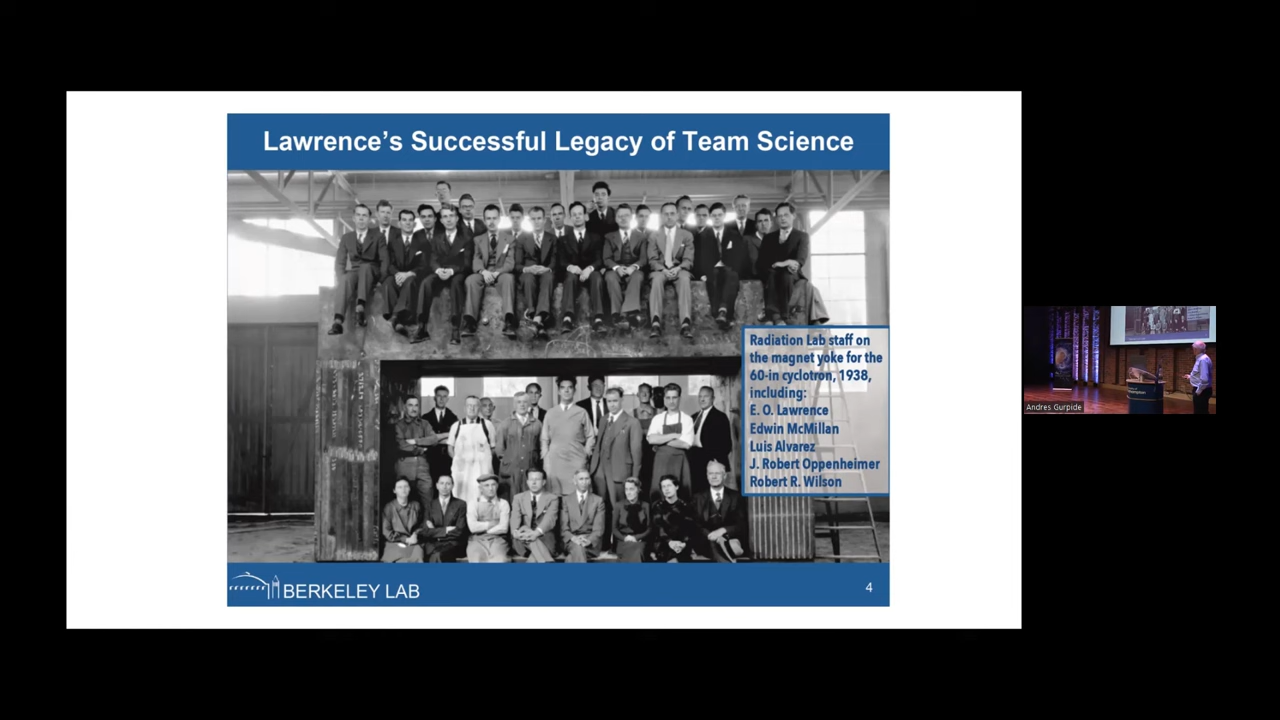 Lawrence's Successful Legacy of Team Science
Radiation Lab staff on
the magnet yoke for the
60-in cyclotron, 1938,
including:
E. O. Lawrence
Edwin McMillan
Luis Alvarez
J. Robert Oppenheimer
Robert R. Wilson
BERKELEY LAB
4
Andres Gurpide